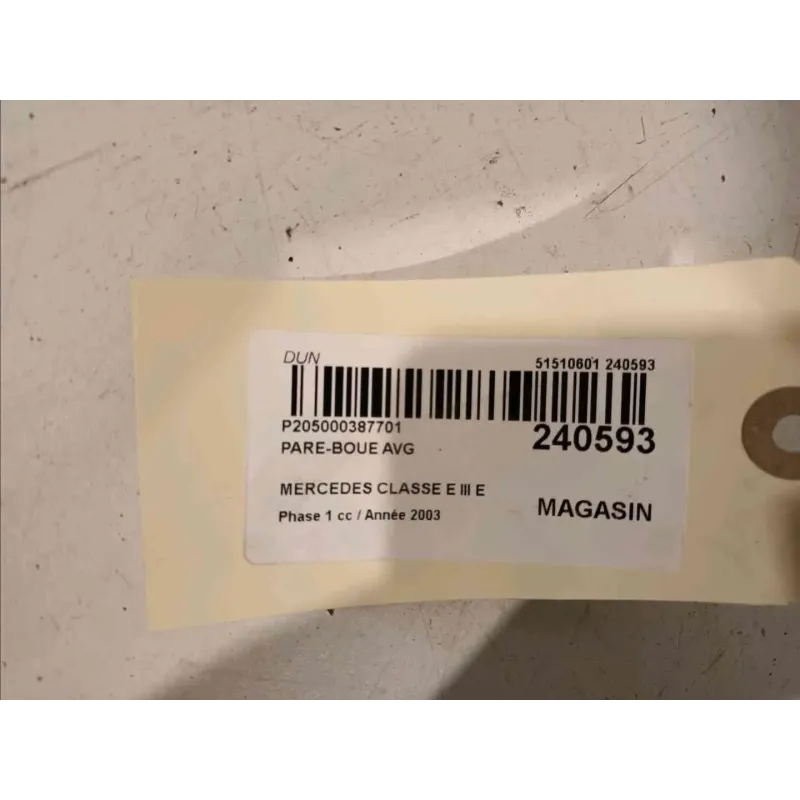 DUN
51510601 240593
P205000387701
240593
PARE-BOUE AVG
MERCEDES CLASSE E III E
MAGASIN
Phase 1 cc / Année 2003